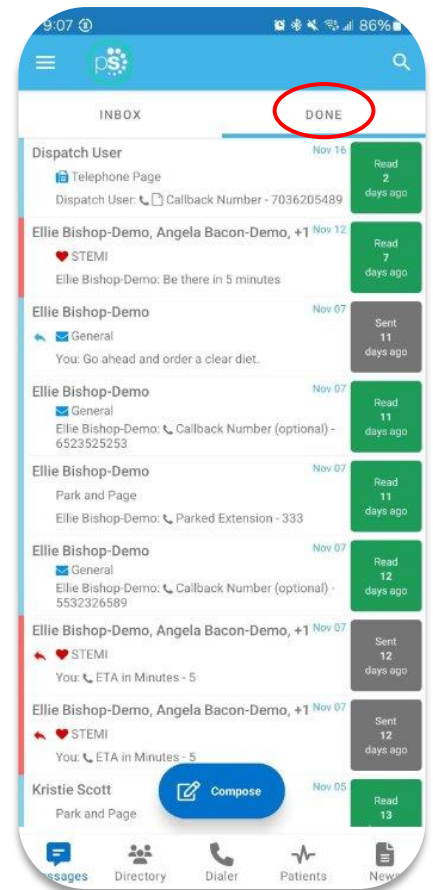 9:07
86%
ps
INBOX
DONE
Dispatch User
Nov 16
Telephone Page
Dispatch User: Callback Number - 7036205489
Read
2
days ago
Ellie Bishop-Demo, Angela Bacon-Demo, +1
Nov 12
STEMI
Ellie Bishop-Demo: Be there in 5 minutes
Read
7
days ago
Ellie Bishop-Demo
Nov 07
General
You: Go ahead and order a clear diet.
Sent
11
days ago
Ellie Bishop-Demo
Nov 07
General
Ellie Bishop-Demo: Callback Number (optional) -
6523525253
Read
11
days ago
Ellie Bishop-Demo
Nov 07
Park and Page
Ellie Bishop-Demo: Parked Extension - 333
Read
11
days ago
Ellie Bishop-Demo
Nov 07
General
Ellie Bishop-Demo: Callback Number (optional) -
5532326589
Read
12
days ago
Ellie Bishop-Demo, Angela Bacon-Demo, +1
Nov 07
STEMI
You: ETA in Minutes - 5
Sent
12
days ago
Ellie Bishop-Demo, Angela Bacon-Demo, +1
Nov 07
STEMI
You: ETA in Minutes - 5
Sent
12
days ago
Kristie Scott
Nov 05
Park and Page
Read
13
Compose
ssages
Directory
Dialer
Patients
New